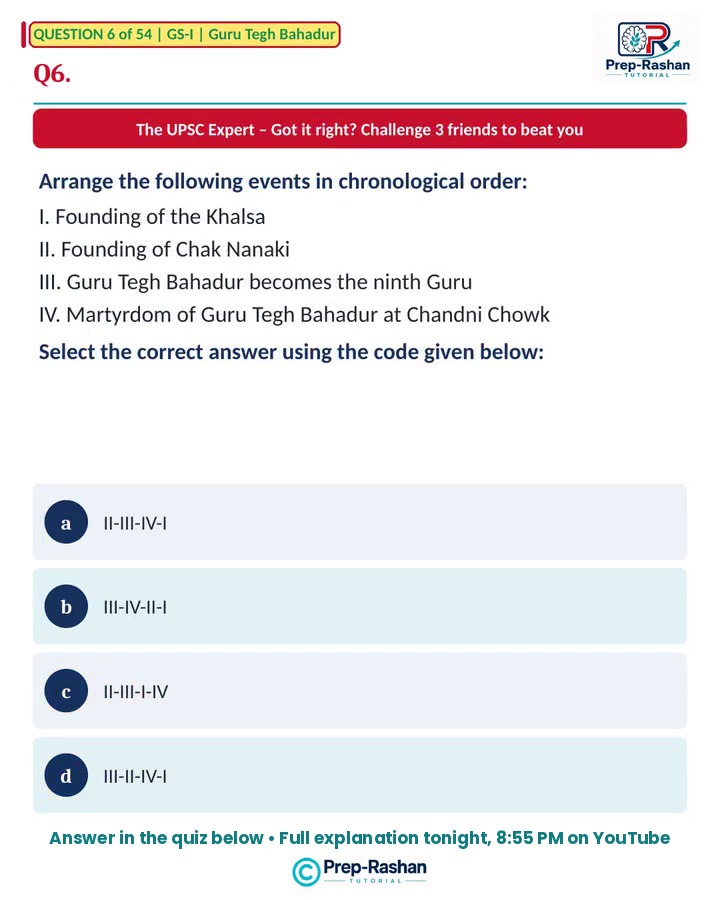 QUESTION 6 of 54 | GS-I | Guru Tegh Bahadur
Prep-Rashan
TUTORIAL
Q6.
The UPSC Expert – Got it right? Challenge 3 friends to beat you
Arrange the following events in chronological order:
I. Founding of the Khalsa
II. Founding of Chak Nanaki
III. Guru Tegh Bahadur becomes the ninth Guru
IV. Martyrdom of Guru Tegh Bahadur at Chandni Chowk
Select the correct answer using the code given below:
a II-III-IV-I
b III-IV-II-I
c II-III-I-IV
d III-II-IV-I
Answer in the quiz below • Full explanation tonight, 8:55 PM on YouTube
© Prep-Rashan
TUTORIAL